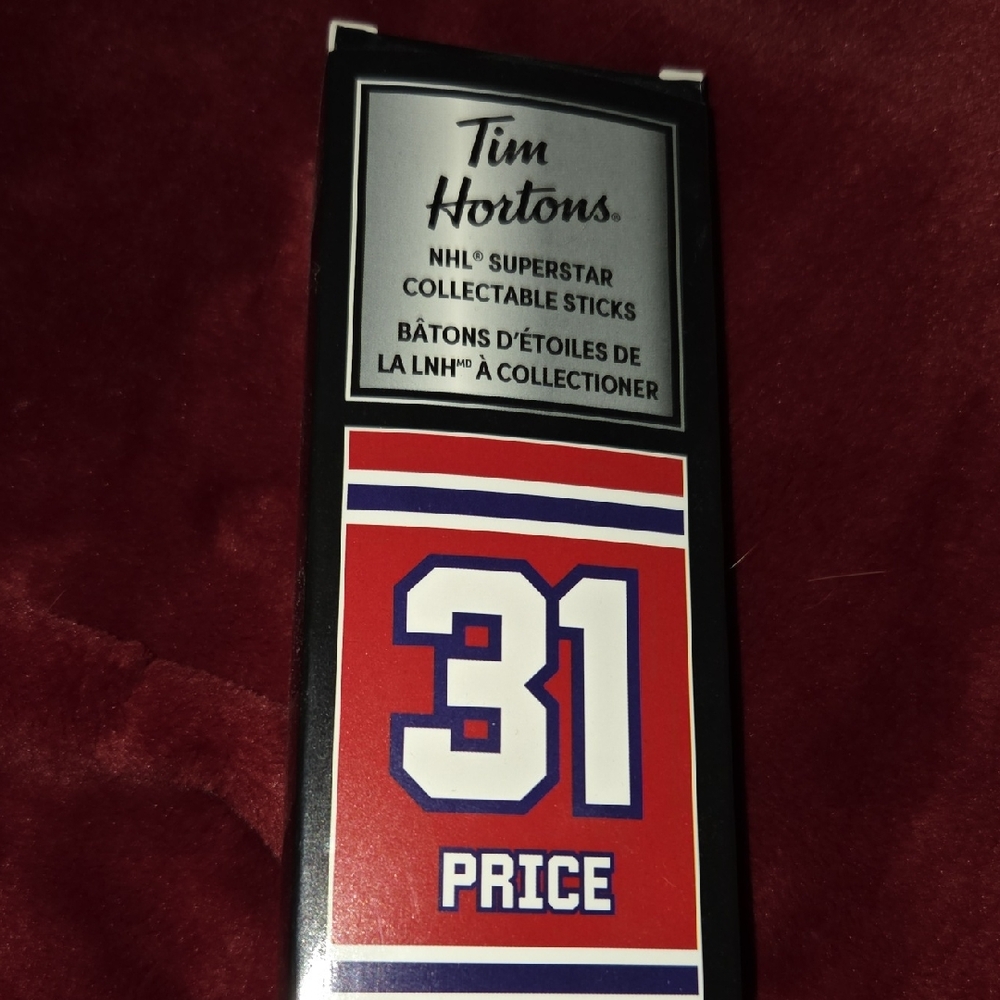 Tim
Hortons®
NHL® SUPERSTAR
COLLECTABLE STICKS
BÂTONS D'ÉTOILES DE
LA LNHᴹᴰ À COLLECTIONER
31
PRICE